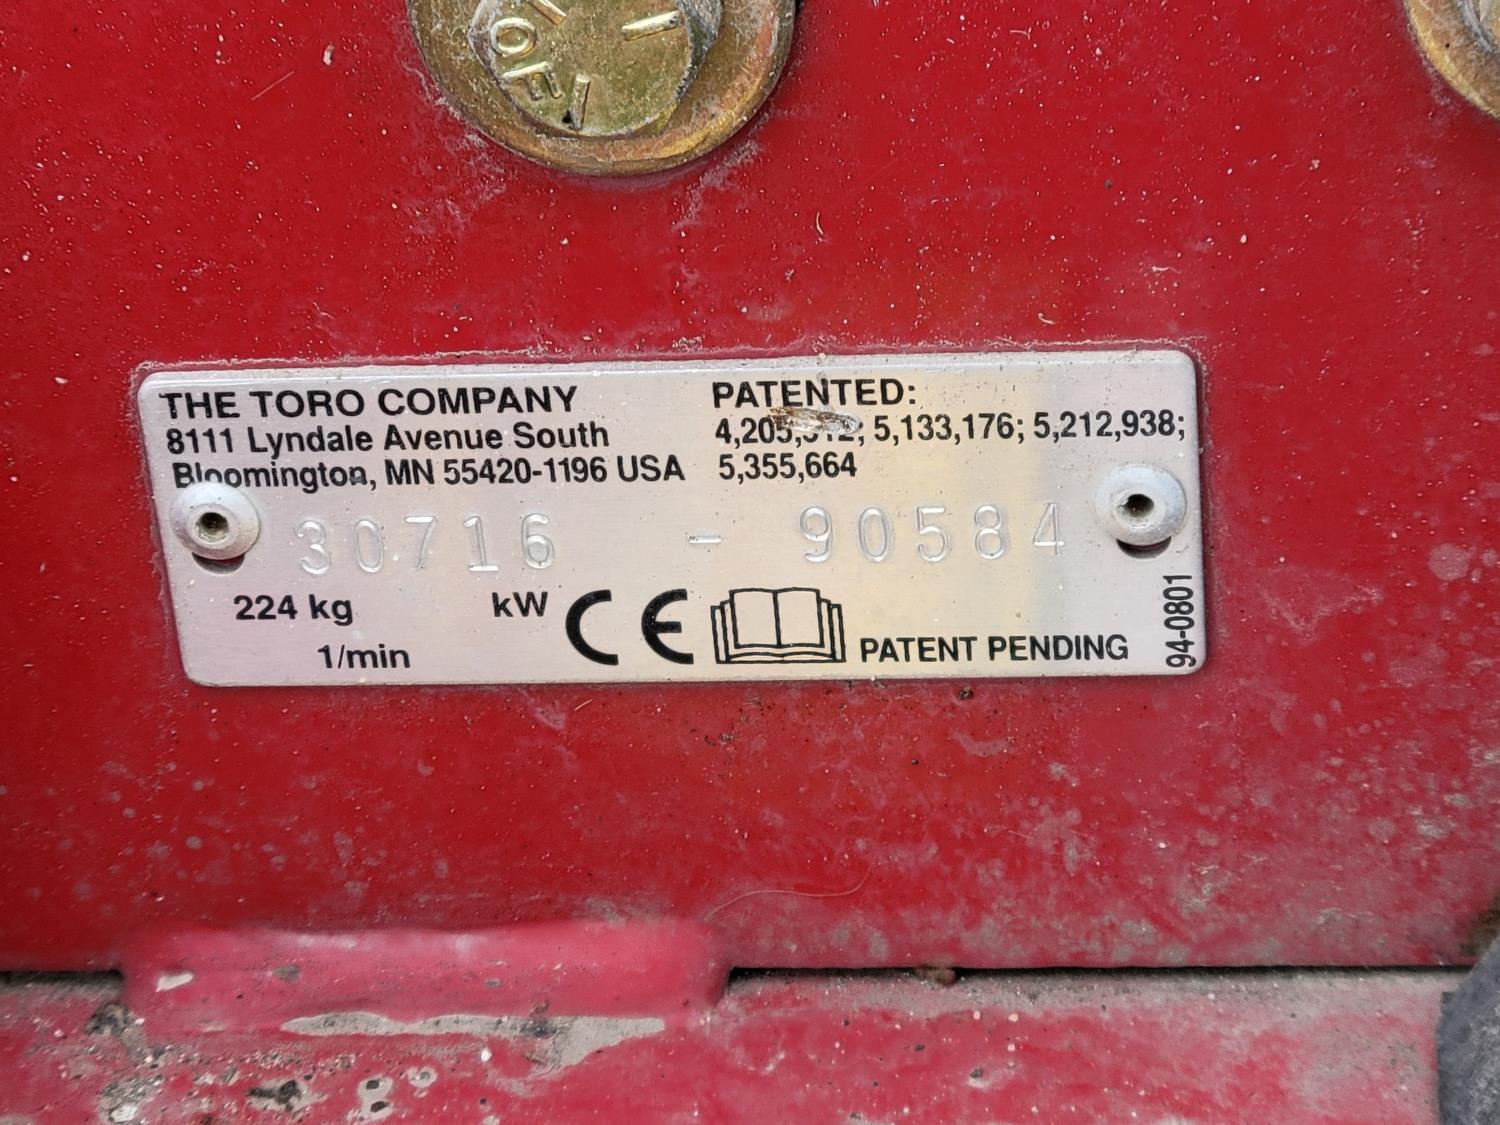 THE TORO COMPANY
8111 Lyndale Avenue South
Bloomington, MN 55420-1196 USA
PATENTED:
5,133,176; 5,212,938;
5,355,664
30716 - 90584
224 kg
kW
1/min
CE
PATENT PENDING
94-0801